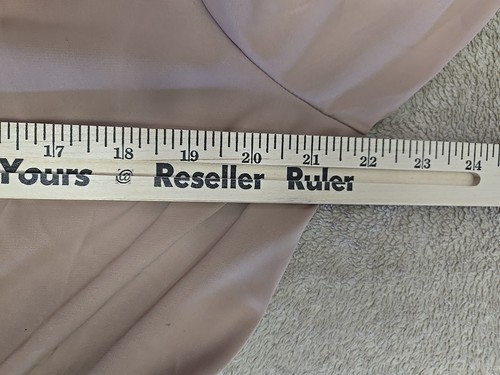 17 18 19 20 21 22 23 24
Yours @ Reseller Ruler